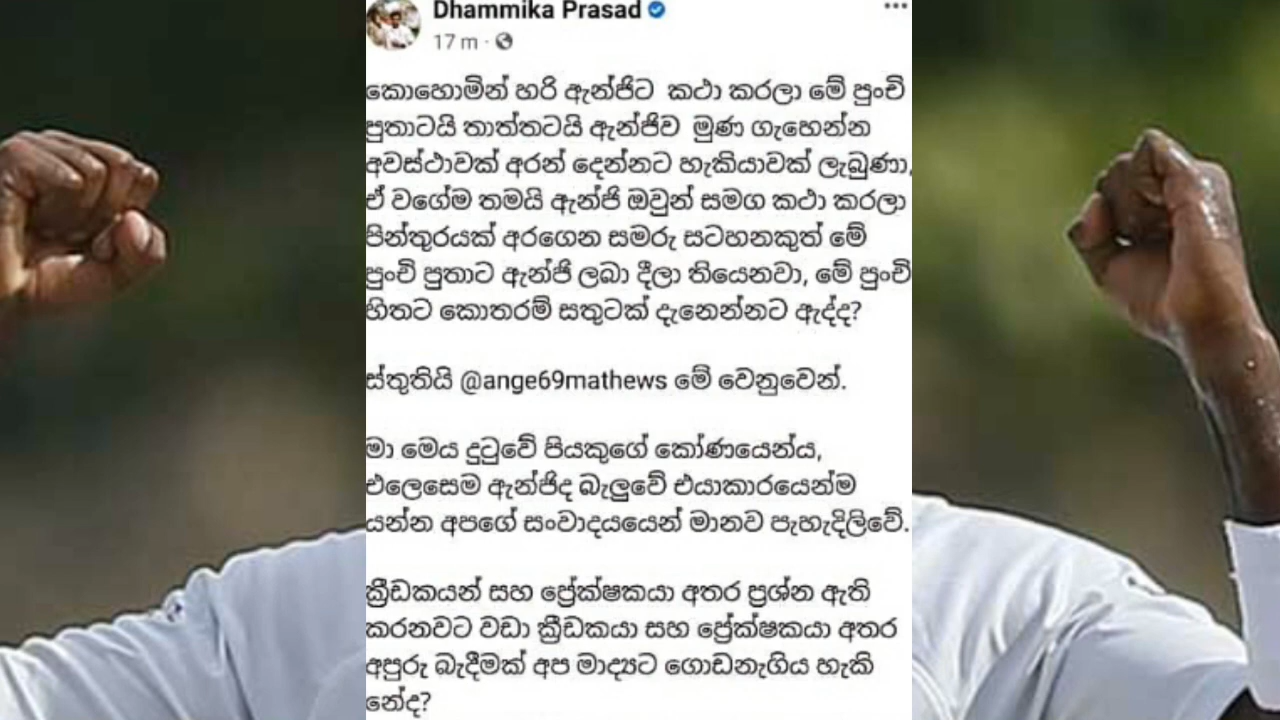 Dhammika Prasad
17 m ·
කොහොමින් හරි ඇන්ජිට කථා කරලා මේ පුංචි
පුතාටයි තාත්තටයි ඇන්ජිව මුණ ගැහෙන්න
අවස්ථාවක් අරන් දෙන්නට හැකියාවක් ලැබුණා,
ඒ වගේම තමයි ඇන්ජි ඔවුන් සමග කථා කරලා
පින්තූරයක් අරගෙන සමරු සටහනකුත් මේ
පුංචි පුතාට ඇන්ජි ලබා දීලා තියෙනවා, මේ පුංචි
හිතට කොතරම් සතුටක් දැනෙන්නට ඇද්ද?
ස්තුතියි @ange69mathews මේ වෙනුවෙන්.
මා මෙය දුටුවේ පියකුගේ කෝණයෙන්ය,
එලෙසෙම ඇන්ජිද බැලුවේ එයාකාරයෙන්ම
යන්න අපගේ සංවාදයයෙන් මානව පැහැදිලිවේ.
ක්‍රීඩකයන් සහ ප්‍රේක්ෂකයා අතර ප්‍රශ්න ඇති
කරනවට වඩා ක්‍රීඩකයා සහ ප්‍රේක්ෂකයා අතර
අපුරු බැදීමක් අප මාද්‍යට ගොඩනැගිය හැකි
නේද?